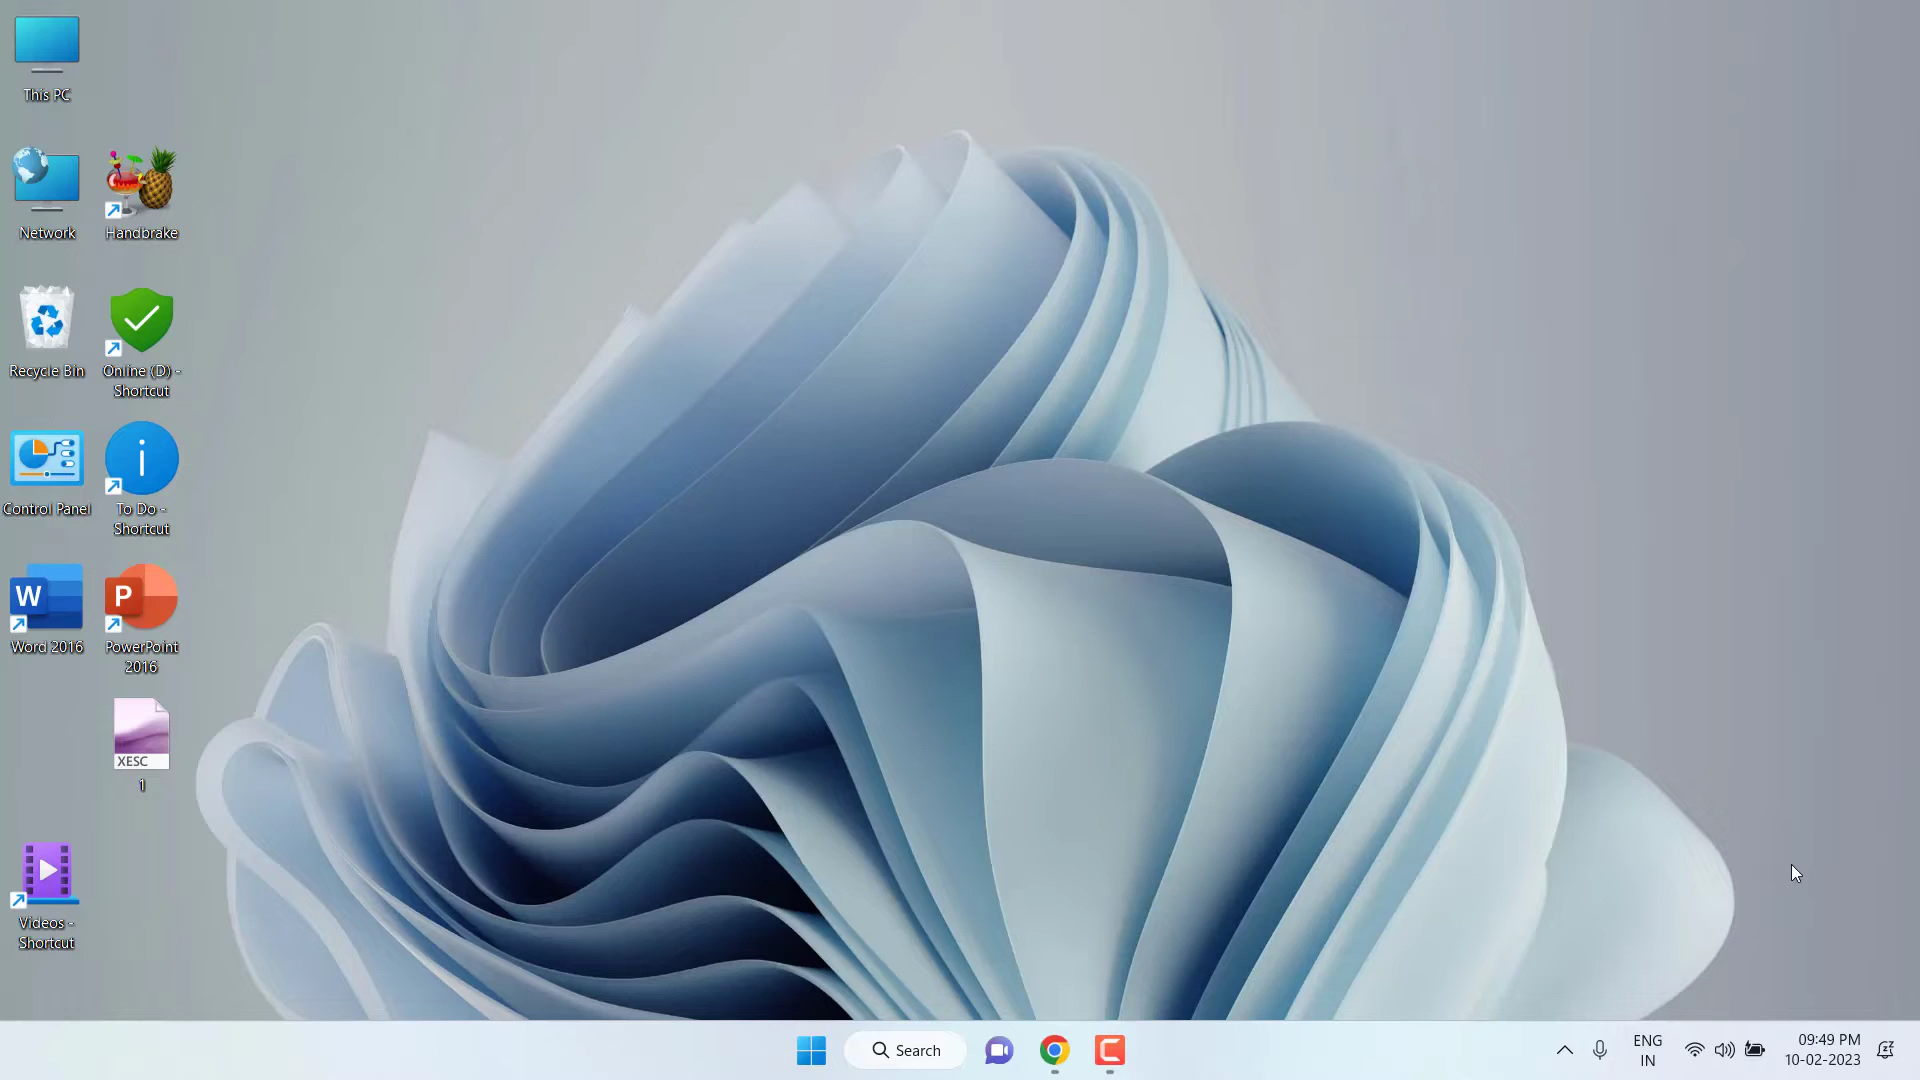 This PC
Network
Handbrake
Recycle Bin
Online (D) -
Shortcut
Control Panel
i
To Do -
Shortcut
W
Word 2016
P
PowerPoint
2016
XESC
1
Videos -
Shortcut
Search
ENG
IN
09:49 PM
10-02-2023